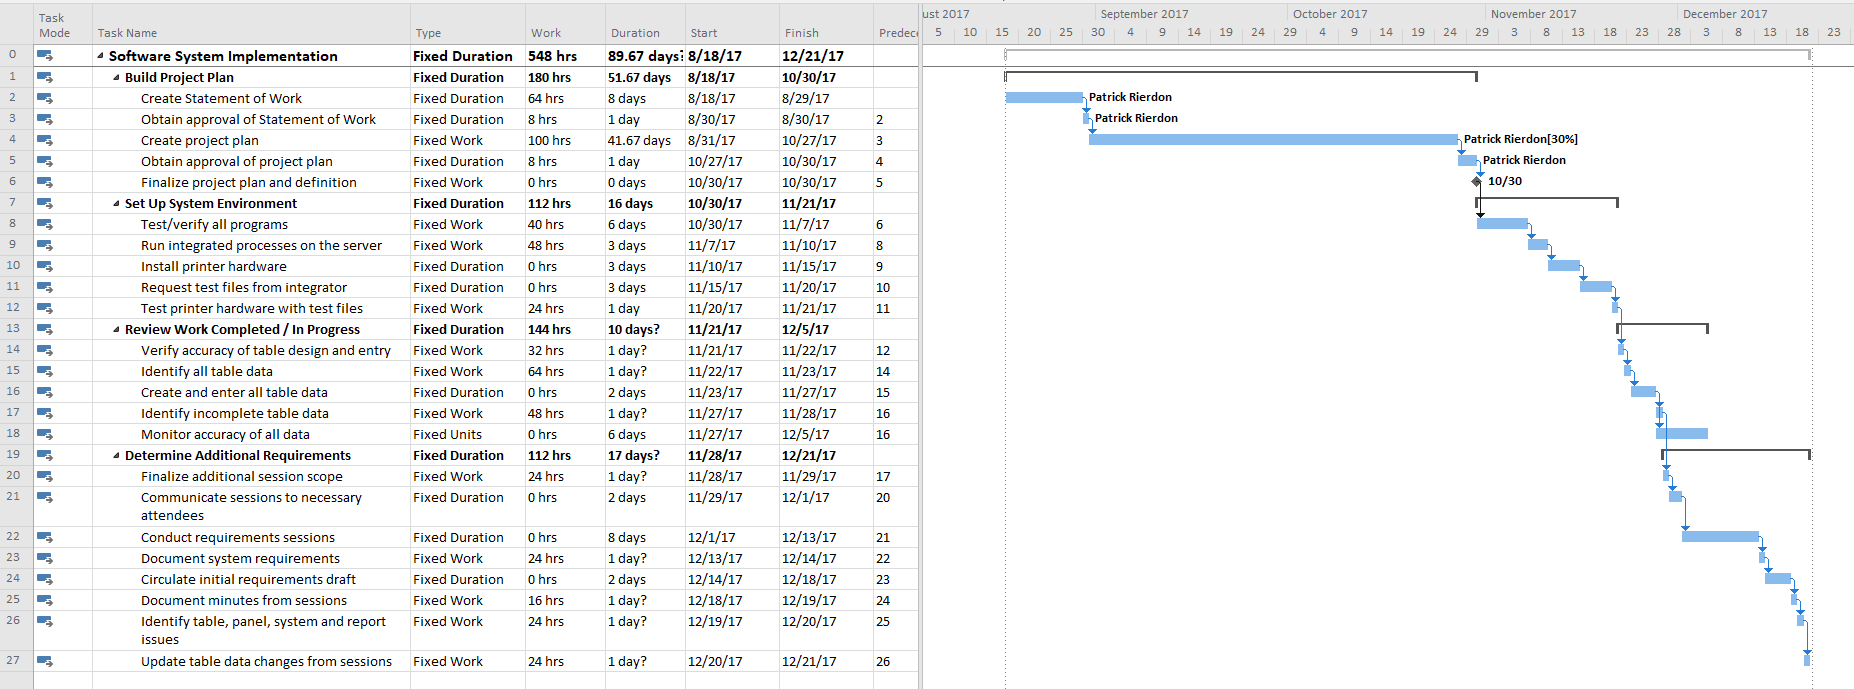 Task
Mode Task Name Type Work Duration Start Finish Predec
ust 2017 September 2017 October 2017 November 2017 December 2017
5 10 15 20 25 30 4 9 14 19 24 29 4 9 14 19 24 29 3 8 13 18 23 28 3 8 13 18 23
0 Software System Implementation Fixed Duration 548 hrs 89.67 days? 8/18/17 12/21/17
1 Build Project Plan Fixed Duration 180 hrs 51.67 days 8/18/17 10/30/17
2 Create Statement of Work Fixed Duration 64 hrs 8 days 8/18/17 8/29/17 Patrick Rierdon
3 Obtain approval of Statement of Work Fixed Duration 8 hrs 1 day 8/30/17 8/30/17 2 Patrick Rierdon
4 Create project plan Fixed Work 100 hrs 41.67 days 8/31/17 10/27/17 3 Patrick Rierdon[30%]
5 Obtain approval of project plan Fixed Duration 8 hrs 1 day 10/27/17 10/30/17 4 Patrick Rierdon
6 Finalize project plan and definition Fixed Work 0 hrs 0 days 10/30/17 10/30/17 5 10/30
7 Set Up System Environment Fixed Duration 112 hrs 16 days 10/30/17 11/21/17
8 Test/verify all programs Fixed Work 40 hrs 6 days 10/30/17 11/7/17 6
9 Run integrated processes on the server Fixed Work 48 hrs 3 days 11/7/17 11/10/17 8
10 Install printer hardware Fixed Duration 0 hrs 3 days 11/10/17 11/15/17 9
11 Request test files from integrator Fixed Duration 0 hrs 3 days 11/15/17 11/20/17 10
12 Test printer hardware with test files Fixed Work 24 hrs 1 day 11/20/17 11/21/17 11
13 Review Work Completed / In Progress Fixed Duration 144 hrs 10 days? 11/21/17 12/5/17
14 Verify accuracy of table design and entry Fixed Work 32 hrs 1 day? 11/21/17 11/22/17 12
15 Identify all table data Fixed Work 64 hrs 1 day? 11/22/17 11/23/17 14
16 Create and enter all table data Fixed Duration 0 hrs 2 days 11/23/17 11/27/17 15
17 Identify incomplete table data Fixed Work 48 hrs 1 day? 11/27/17 11/28/17 16
18 Monitor accuracy of all data Fixed Units 0 hrs 6 days 11/27/17 12/5/17 16
19 Determine Additional Requirements Fixed Duration 112 hrs 17 days? 11/28/17 12/21/17
20 Finalize additional session scope Fixed Work 24 hrs 1 day? 11/28/17 11/29/17 17
21 Communicate sessions to necessary Fixed Duration 0 hrs 2 days 11/29/17 12/1/17 20
attendees
22 Conduct requirements sessions Fixed Duration 0 hrs 8 days 12/1/17 12/13/17 21
23 Document system requirements Fixed Work 24 hrs 1 day? 12/13/17 12/14/17 22
24 Circulate initial requirements draft Fixed Duration 0 hrs 2 days 12/14/17 12/18/17 23
25 Document minutes from sessions Fixed Work 16 hrs 1 day? 12/18/17 12/19/17 24
26 Identify table, panel, system and report Fixed Work 24 hrs 1 day? 12/19/17 12/20/17 25
issues
27 Update table data changes from sessions Fixed Work 24 hrs 1 day? 12/20/17 12/21/17 26